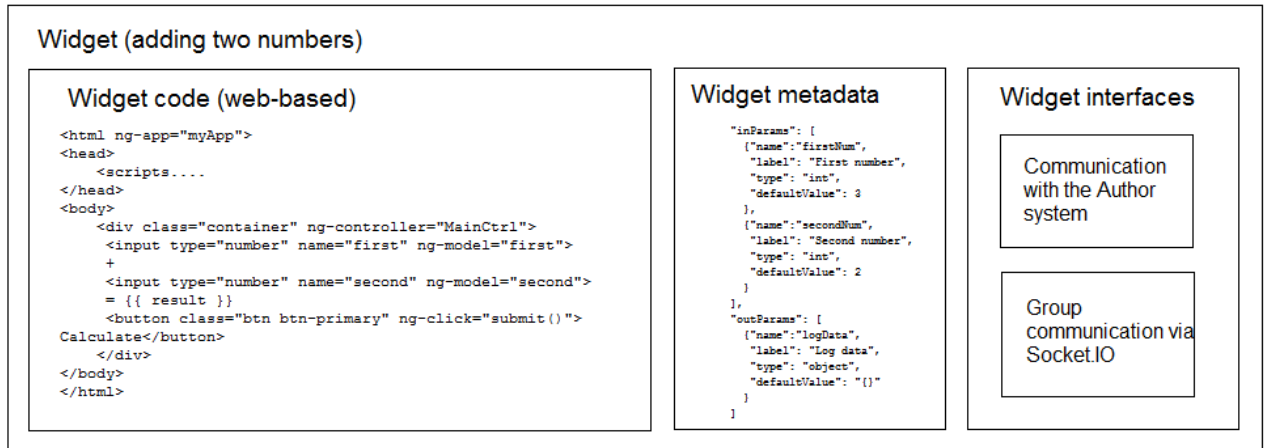 Widget (adding two numbers)
Widget code (web-based)
<html ng-app="myApp">
<head>
    <scripts....
</head>
<body>
    <div class="container" ng-controller="MainCtrl">
     <input type="number" name="first" ng-model="first">
     +
     <input type="number" name="second" ng-model="second">
     = {{ result }}
     <button class="btn btn-primary" ng-click="submit()">
Calculate</button>
    </div>
</body>
</html>
Widget metadata
"inParams": [
  {"name":"firstNum",
   "label": "First number",
   "type": "int",
   "defaultValue": 3
  },
  {"name":"secondNum",
   "label": "Second number",
   "type": "int",
   "defaultValue": 2
  }
],
"outParams": [
  {"name":"logData",
   "label": "Log data",
   "type": "object",
   "defaultValue": "{}"
  }
]
Widget interfaces
Communication
with the Author
system
Group
communication via
Socket.IO